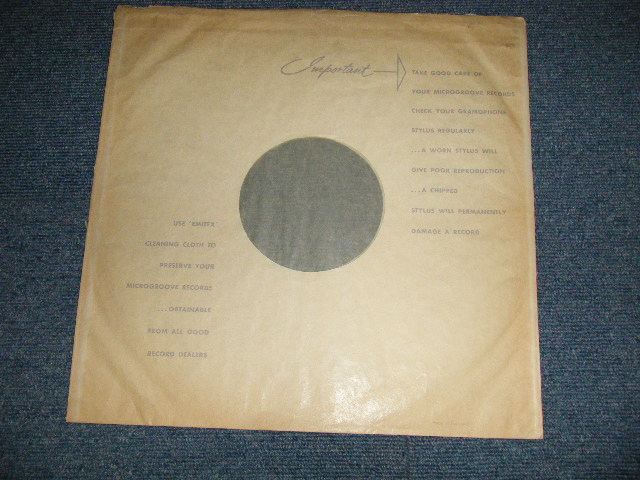 Important
TAKE GOOD CARE OF
YOUR MICROGROOVE RECORDS
CHECK YOUR GRAMOPHONE
STYLUS REGULARLY
...A WORN STYLUS WILL
GIVE POOR REPRODUCTION
...A CHIPPED
STYLUS WILL PERMANENTLY
DAMAGE A RECORD
USE 'EMITEX'
CLEANING CLOTH TO
PRESERVE YOUR
MICROGROOVE RECORDS
...OBTAINABLE
FROM ALL GOOD
RECORD DEALERS